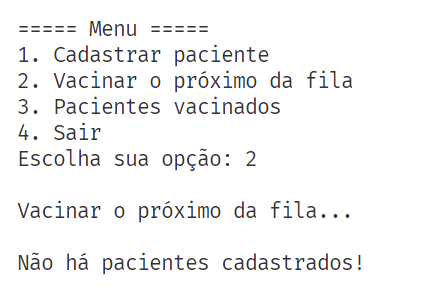 ===== Menu =====
1. Cadastrar paciente
2. Vacinar o próximo da fila
3. Pacientes vacinados
4. Sair
Escolha sua opção: 2
Vacinar o próximo da fila...
Não há pacientes cadastrados!